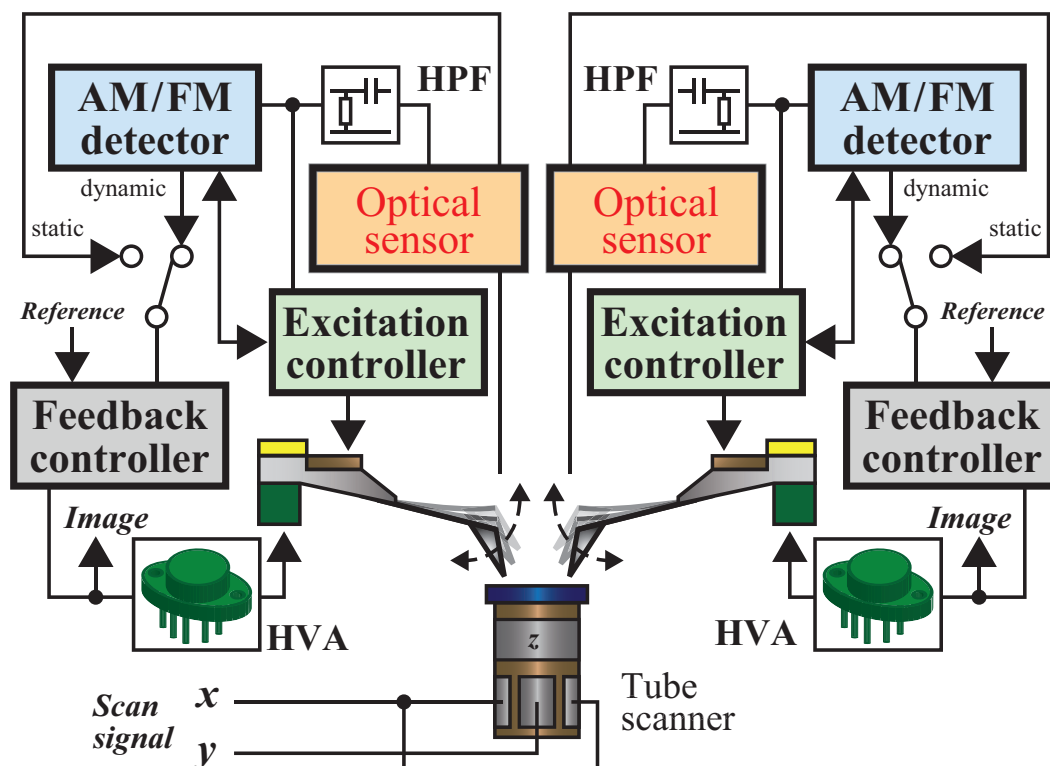 HPF
HPF
AM/FM
detector
AM/FM
detector
Optical
sensor
Optical
sensor
dynamic
dynamic
static
static
Reference
Reference
Excitation
controller
Excitation
controller
Feedback
controller
Feedback
controller
Image
Image
HVA
HVA
z
Tube
scanner
Scan
signal
x
y